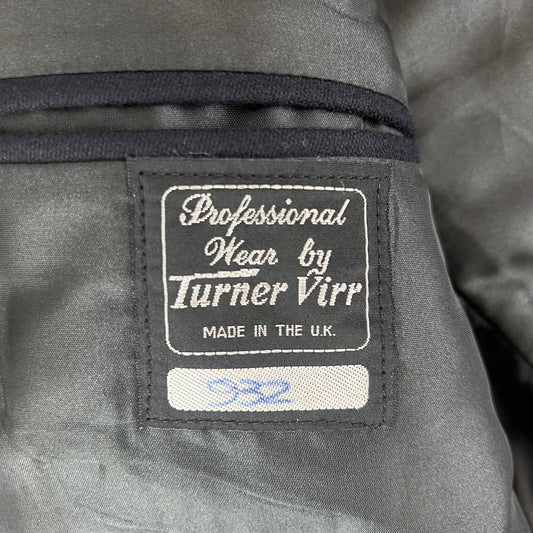 Professional
Wear by
Turner Virr
MADE IN THE U.K.
932